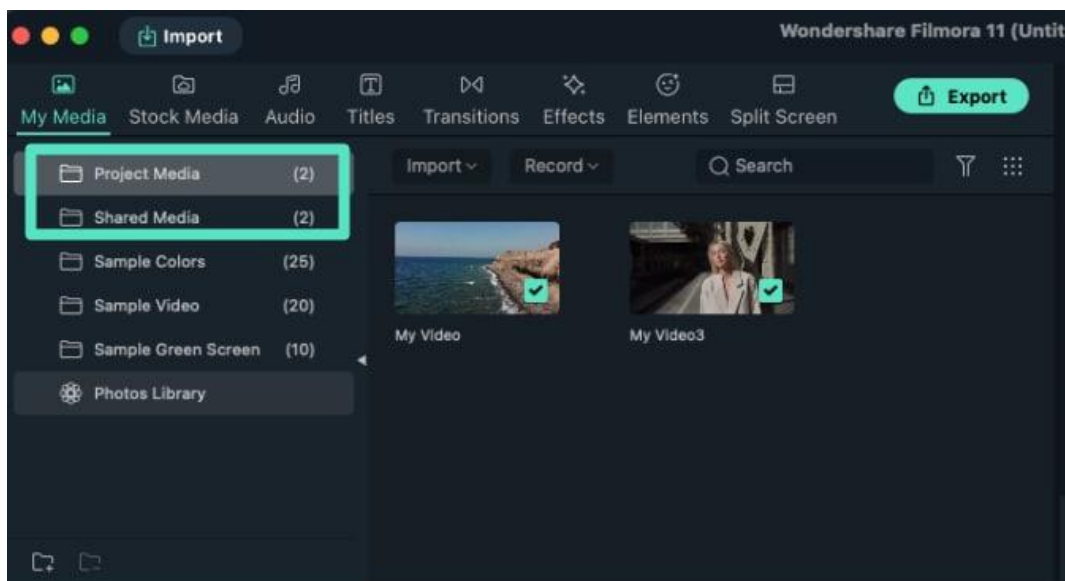 Import
Wondershare Filmora 11 (Untit
My Media Stock Media Audio Titles Transitions Effects Elements Split Screen
Export
Project Media (2)
Shared Media (2)
Sample Colors (25)
Sample Video (20)
Sample Green Screen (10)
Photos Library
Import Record Search
My Video My Video3